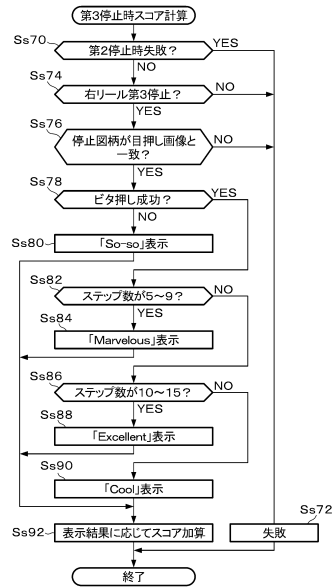 第3停止時スコア計算
Ss70
第2停止時失敗？
YES
NO
Ss74
右リール第3停止？
NO
YES
Ss76
停止図柄が目押し画像と
一致？
NO
YES
Ss78
ビタ押し成功？
YES
NO
Ss80
「So-so」表示
Ss82
ステップ数が5～9？
NO
YES
Ss84
「Marvelous」表示
Ss86
ステップ数が10～15？
NO
YES
Ss88
「Excellent」表示
Ss90
「Cool」表示
Ss72
Ss92
表示結果に応じてスコア加算
失敗
終了